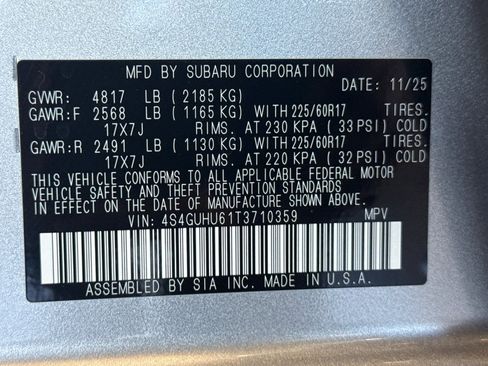 MFD BY SUBARU CORPORATION
DATE: 11/25
GVWR: 4817 LB (2185 KG)
GAWR:F 2568 LB (1165 KG) WITH 225/60R17 TIRES.
17X7J RIMS. AT 230 KPA (33 PSI) COLD
GAWR:R 2491 LB (1130 KG) WITH 225/60R17 TIRES.
17X7J RIMS. AT 220 KPA (32 PSI) COLD
THIS VEHICLE CONFORMS TO ALL APPLICABLE FEDERAL MOTOR
VEHICLE SAFETY AND THEFT PREVENTION STANDARDS
IN EFFECT ON DATE OF MANUFACTURE SHOWN ABOVE.
VIN: 4S4GUHU61T3710359 MPV
ASSEMBLED BY SIA INC. MADE IN U.S.A.